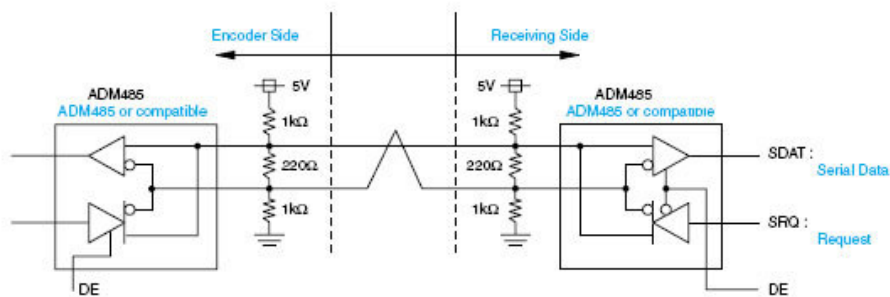 Encoder Side
Receiving Side
5V
5V
ADM485
ADM485 or compatible
ADM485
ADM485 or compatible
1kΩ
1kΩ
220Ω
220Ω
SDAT :
Serial Data
1kΩ
1kΩ
SRQ :
Request
DE
DE